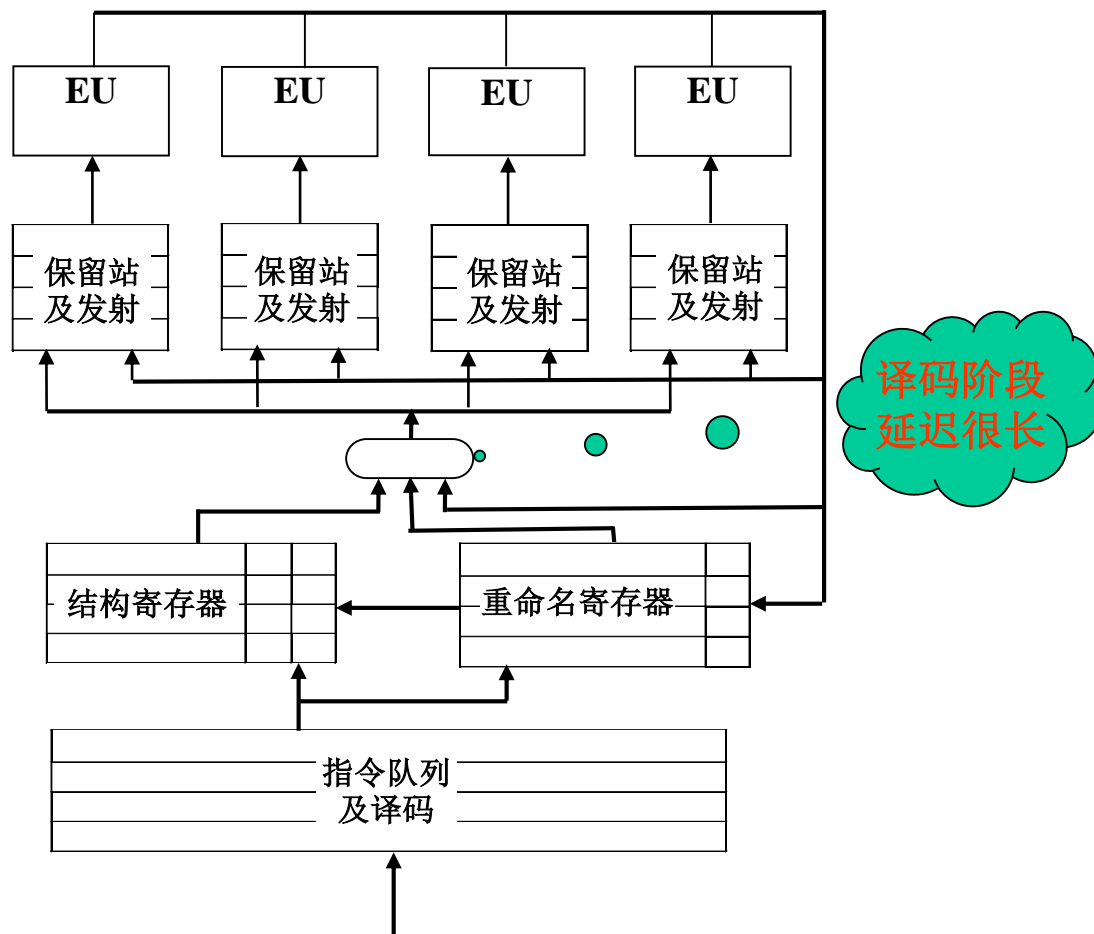 EU
EU
EU
EU
保留站
及发射
保留站
及发射
保留站
及发射
保留站
及发射
译码阶段
延迟很长
结构寄存器
重命名寄存器
指令队列
及译码